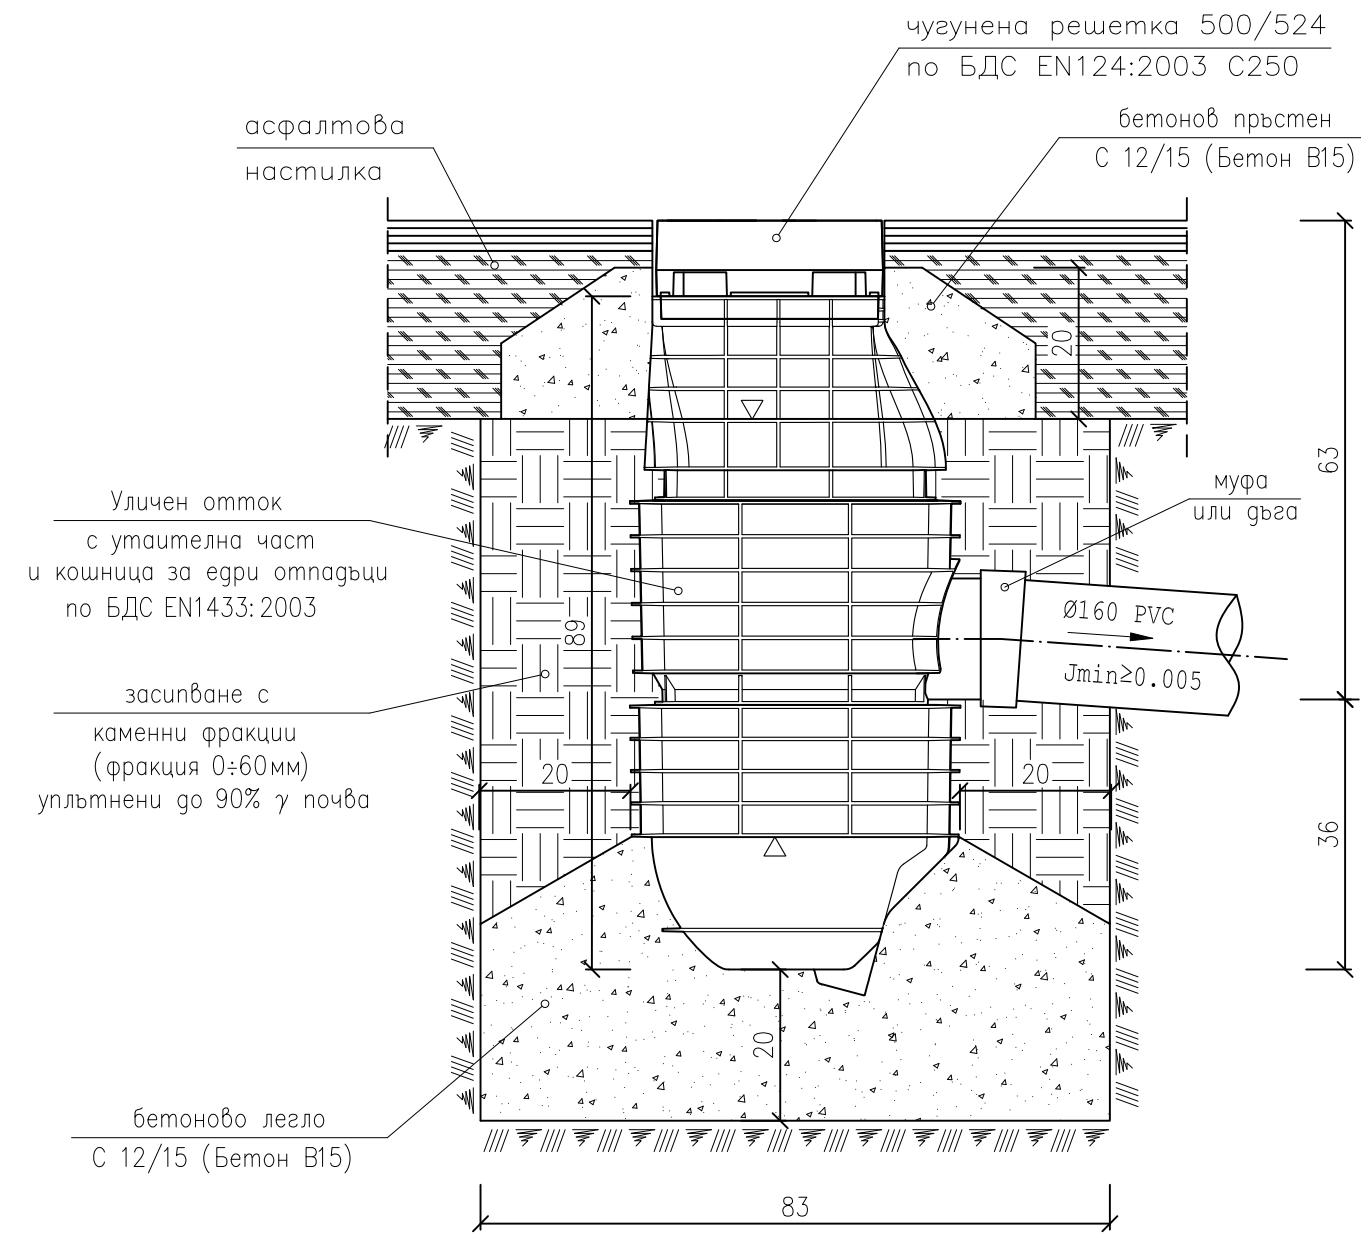 чугунена решетка 500/524
по БДС EN124:2003 C250
бетонов пръстен
С 12/15 (Бетон В15)
асфалтова
настилка
20
63
Уличен отток
с утаителна част
и кошница за едри отпадъци
по БДС EN1433:2003
муфа
или дъга
Ø160 PVC
Jmin≥0.005
89
засипване с
каменни фракции
(фракция 0÷60мм)
уплътнени до 90% γ почва
20
20
36
20
бетоново легло
С 12/15 (Бетон В15)
83